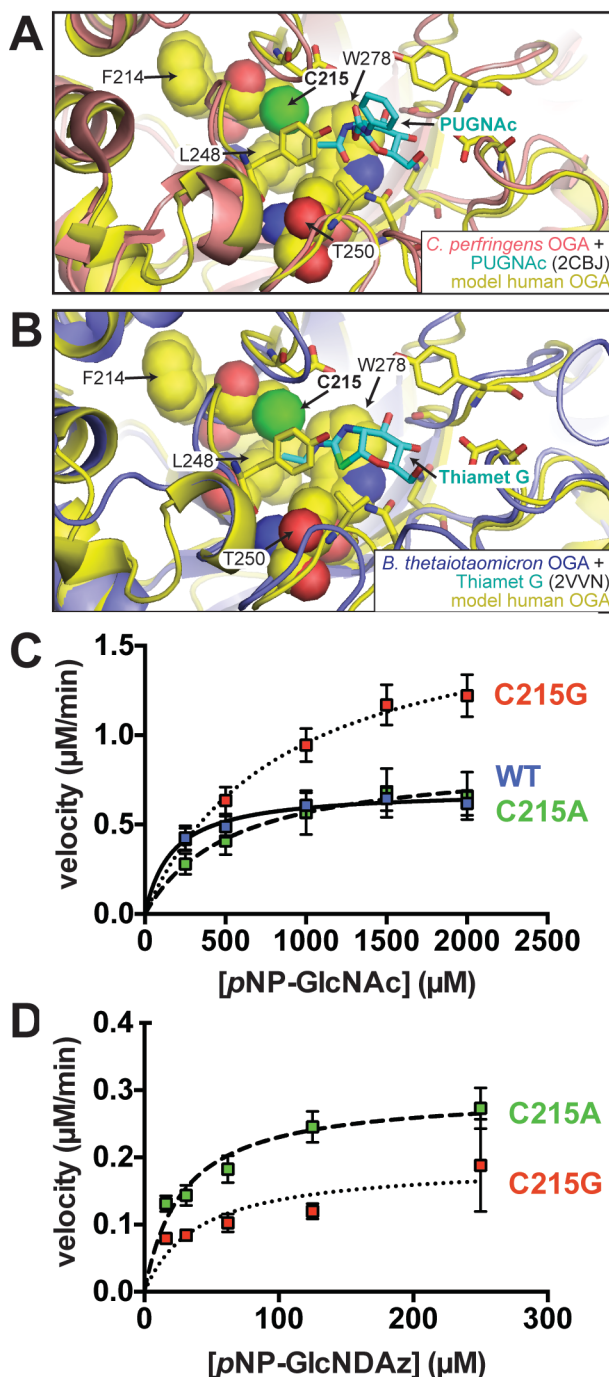 A
F214
C215
W278
PUGNAc
L248
T250
C. perfringens OGA +
PUGNAc (2CBJ)
model human OGA
B
F214
C215
W278
L248
Thiamet G
T250
B. thetaiotaomicron OGA +
Thiamet G (2VVN)
model human OGA
C
velocity (µM/min)
1.5
1.0
0.5
0.0
0 500 1000 1500 2000 2500
[pNP-GlcNAc] (µM)
C215G
WT
C215A
D
velocity (µM/min)
0.4
0.3
0.2
0.1
0.0
0 100 200 300
[pNP-GlcNDAz] (µM)
C215A
C215G